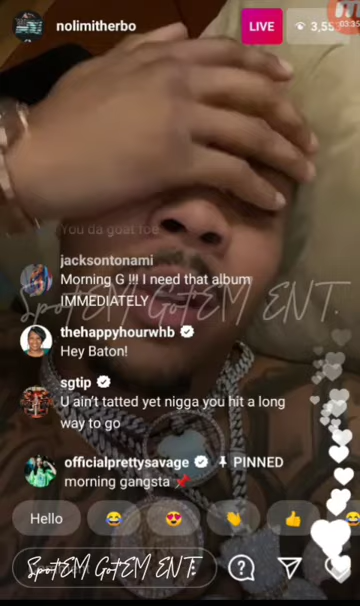 nolimitherbo
LIVE
3,55
03:35
You da goat foe
jacksontonami
Morning G !!! I need that album
IMMEDIATELY
SpotEM GotEM ENT.
thehappyhourwhb
Hey Baton!
sgtip
U ain't tatted yet nigga you hit a long
way to go
officialprettysavage PINNED
morning gangsta 📌
Hello 😂 😍 👏 👍 😂
SpotEM GotEM ENT.